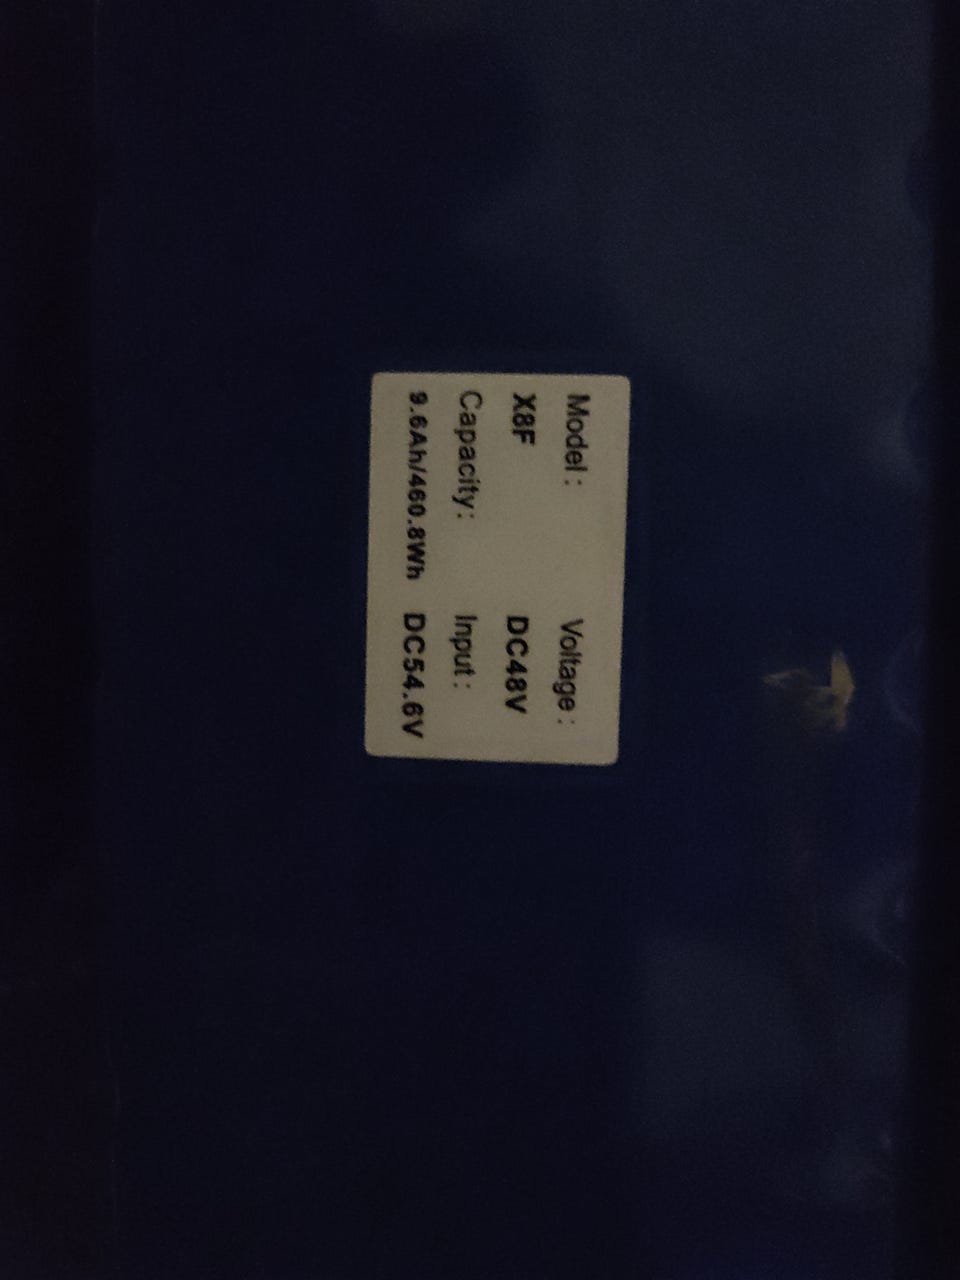 Model: Voltage:
X8F DC48V
Capacity: Input:
9.6Ah/460.8Wh DC54.6V